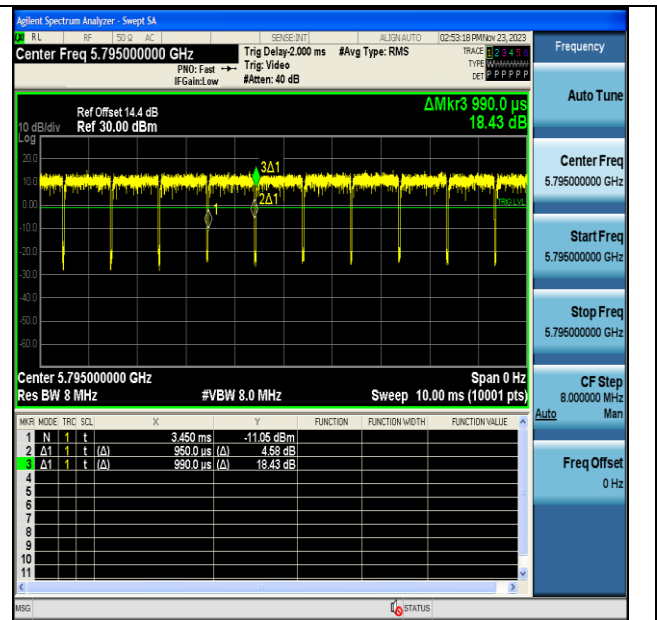 Agilent Spectrum Analyzer - Swept SA
RL RF 50 Ω AC SENSE:INT ALIGN AUTO 02:53:18 PM Nov 23, 2023
Center Freq 5.795000000 GHz
PNO: Fast
IFGain:Low
Trig Delay-2.000 ms
Trig: Video
#Atten: 40 dB
#Avg Type: RMS
TRACE 1 2 3 4 5 6
TYPE
DET P P P P P P
Ref Offset 14.4 dB
10 dB/div Ref 30.00 dBm
Log
ΔMkr3 990.0 µs
18.43 dB
20.0
10.0
0.00
-10.0
-20.0
-30.0
-40.0
-50.0
-60.0
3Δ1
2Δ1
1
TRIG LVL
Center 5.795000000 GHz Span 0 Hz
Res BW 8 MHz #VBW 8.0 MHz Sweep 10.00 ms (10001 pts)
MKR MODE TRC SCL X Y FUNCTION FUNCTION WIDTH FUNCTION VALUE
1 N 1 t 3.450 ms -11.05 dBm
2 Δ1 1 t (Δ) 950.0 µs (Δ) 4.58 dB
3 Δ1 1 t (Δ) 990.0 µs (Δ) 18.43 dB
4
5
6
7
8
9
10
11
MSG STATUS
Frequency
Auto Tune
Center Freq
5.795000000 GHz
Start Freq
5.795000000 GHz
Stop Freq
5.795000000 GHz
CF Step
8.000000 MHz
Auto Man
Freq Offset
0 Hz